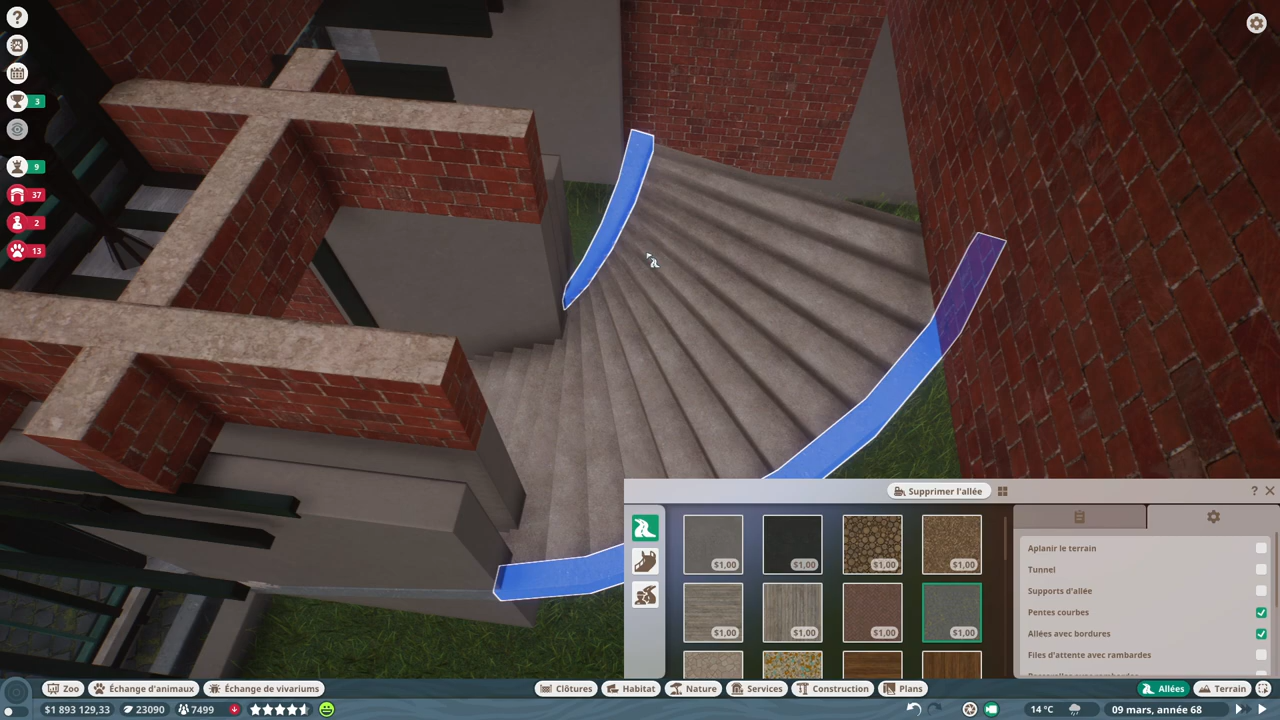 ?
3
9
37
2
13
Supprimer l'allée
?
$1,00
$1,00
$1,00
$1,00
$1,00
$1,00
$1,00
$1,00
Aplanir le terrain
Tunnel
Supports d'allée
Pentes courbes
Allées avec bordures
Files d'attente avec rambardes
Zoo
Échange d'animaux
Échange de vivariums
Clôtures
Habitat
Nature
Services
Construction
Plans
Allées
Terrain
$1 893 129,33
23090
7499
14 °C
09 mars, année 68